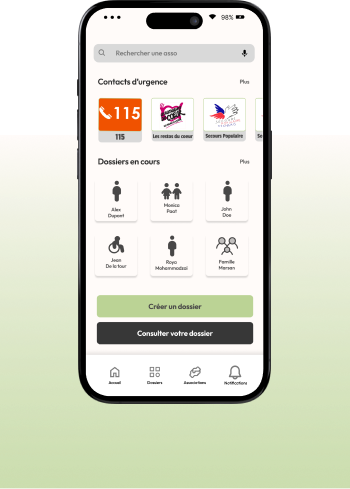 98%
Rechercher une asso
Contacts d'urgence
Plus
115
115
Les restos du coeur
Secours Populaire
Se
Dossiers en cours
Plus
Alex
Dupont
Monica
Paot
John
Doe
Jean
De la tour
Roya
Mohammadzai
Famille
Marsan
Créer un dossier
Consulter votre dossier
Accueil
Dossiers
Associations
Notifications